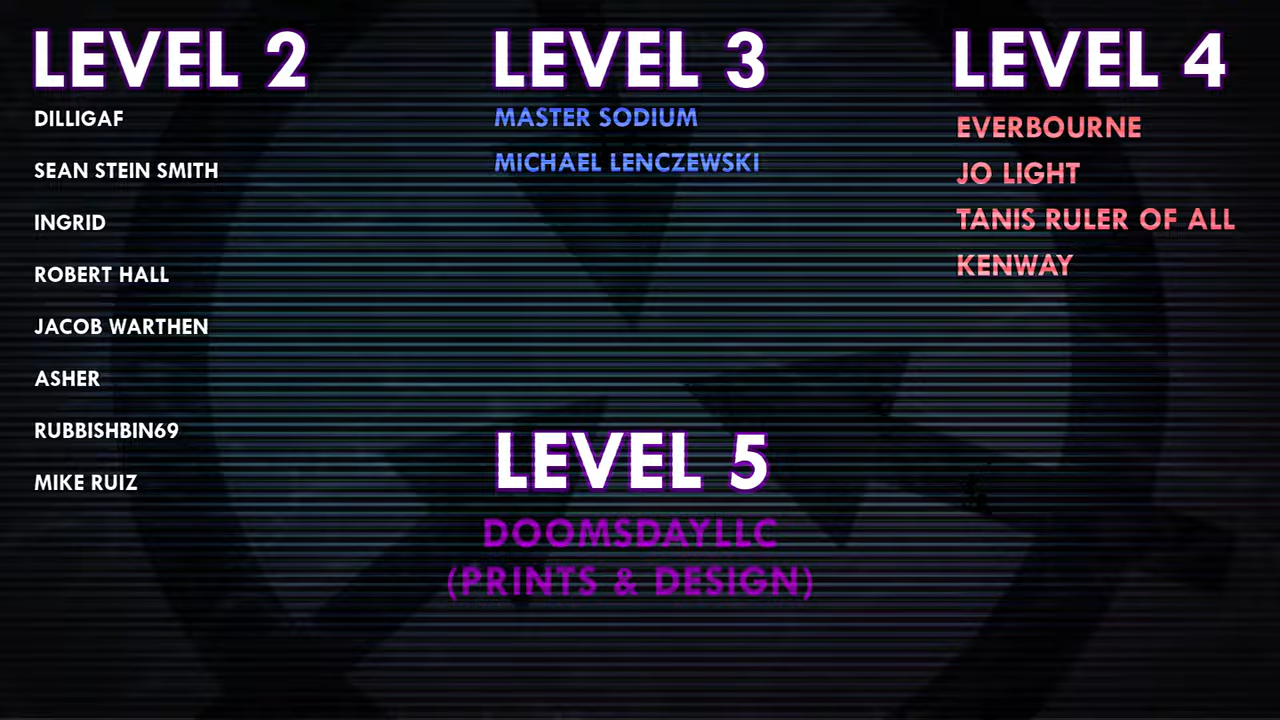 LEVEL 2
DILLIGAF
SEAN STEIN SMITH
INGRID
ROBERT HALL
JACOB WARTHEN
ASHER
RUBBISHBIN69
MIKE RUIZ
LEVEL 3
MASTER SODIUM
MICHAEL LENCZEWSKI
LEVEL 4
EVERBOURNE
JO LIGHT
TANIS RULER OF ALL
KENWAY
LEVEL 5
DOOMSDAYLLC
(PRINTS & DESIGN)